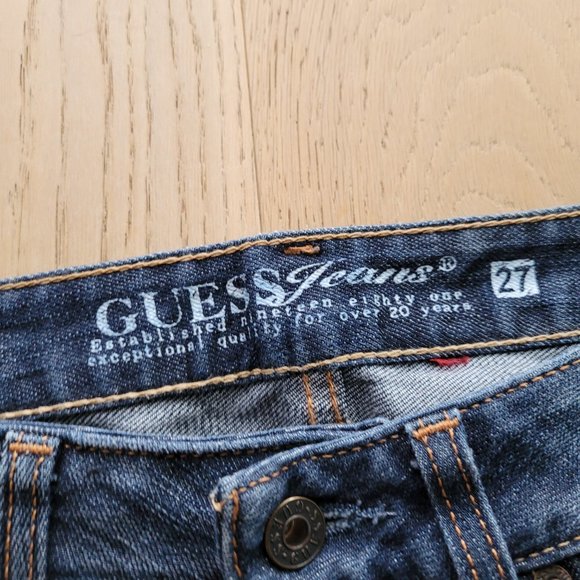 GUESS Jeans® 27
Established nineteen eighty one
exceptional quality for over 20 years.